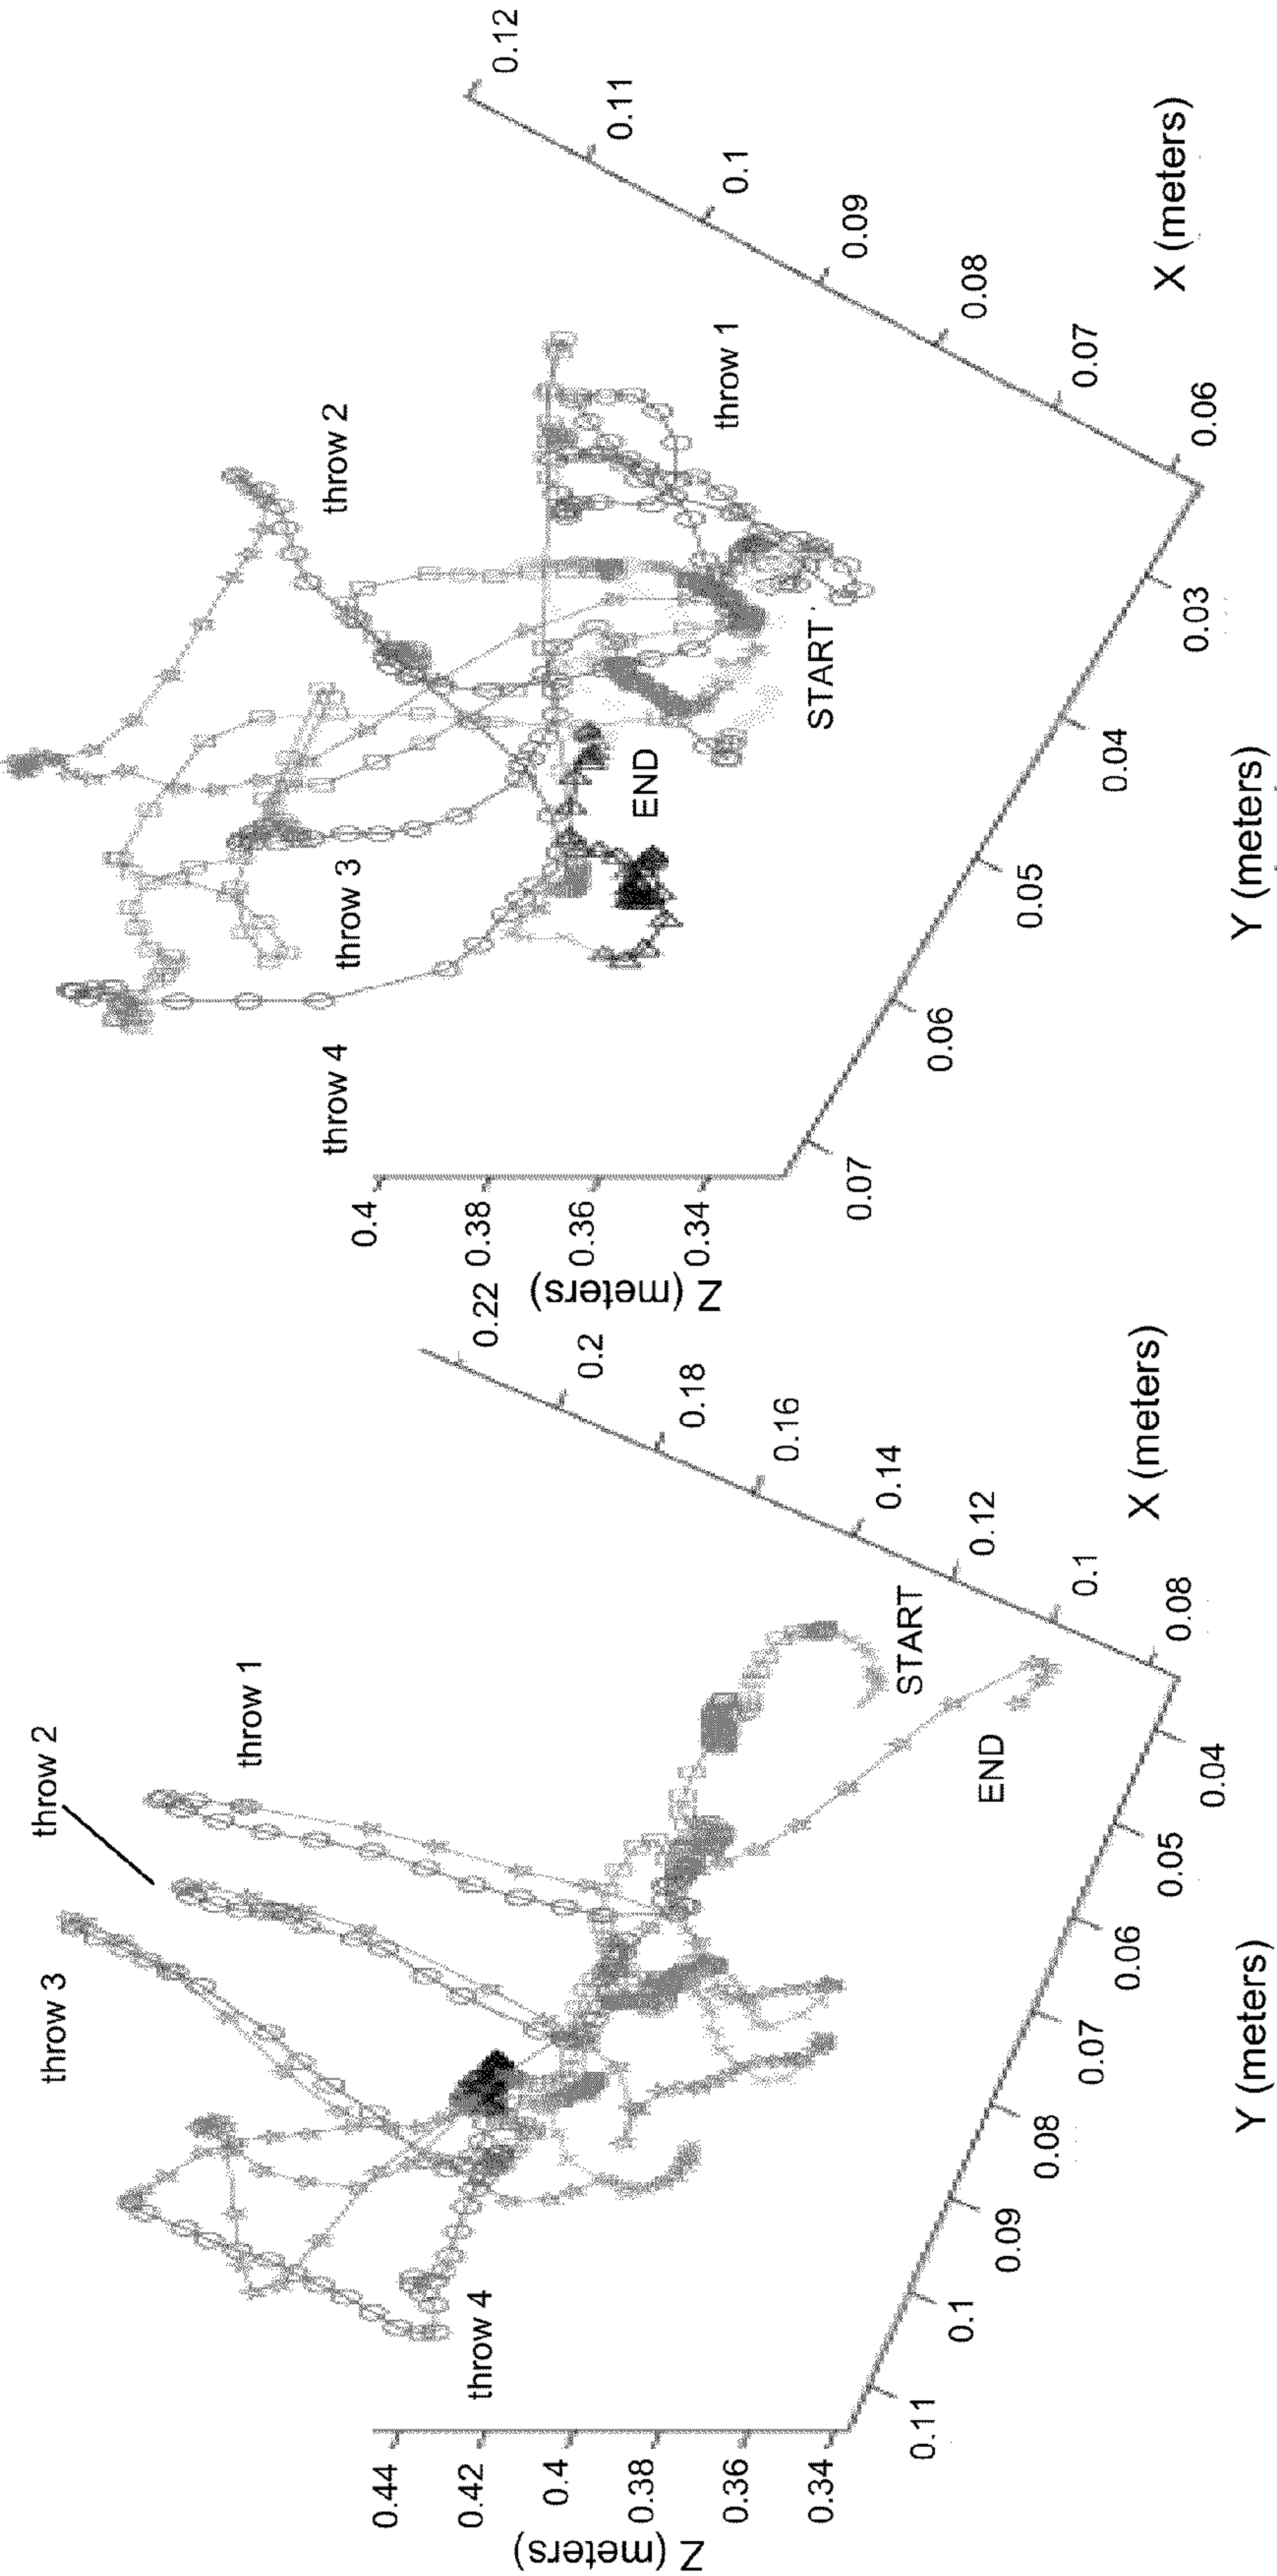 throw 1
throw 2
throw 3
throw 4
START
END
0.44
0.42
0.4
0.38
0.36
0.34
Z (meters)
0.11
0.1
0.09
0.08
0.07
0.06
0.05
0.04
Y (meters)
0.08
0.1
0.12
0.14
0.16
0.18
0.2
0.22
X (meters)
throw 1
throw 2
throw 3
throw 4
START
END
0.4
0.38
0.36
0.34
Z (meters)
0.07
0.06
0.05
0.04
0.03
Y (meters)
0.06
0.07
0.08
0.09
0.1
0.11
0.12
X (meters)